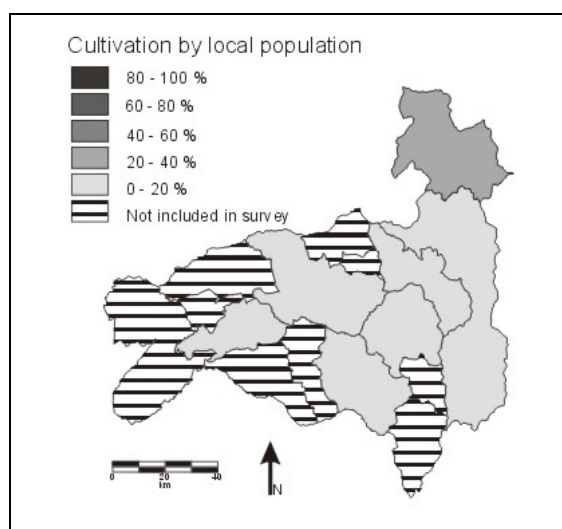 Cultivation by local population
80 - 100 %
60 - 80 %
40 - 60 %
20 - 40 %
0 - 20 %
Not included in survey
0 20 40
km
N